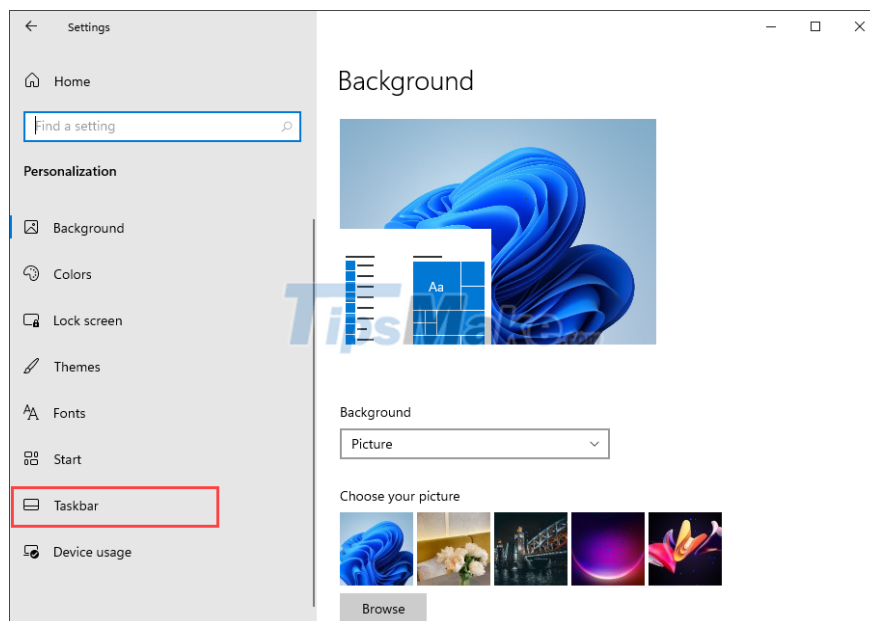 Settings
Home
Find a setting
Personalization
Background
Colors
Lock screen
Themes
Fonts
Start
Taskbar
Device usage
Background
Aa
TipsMake.com
Background
Picture
Choose your picture
Browse